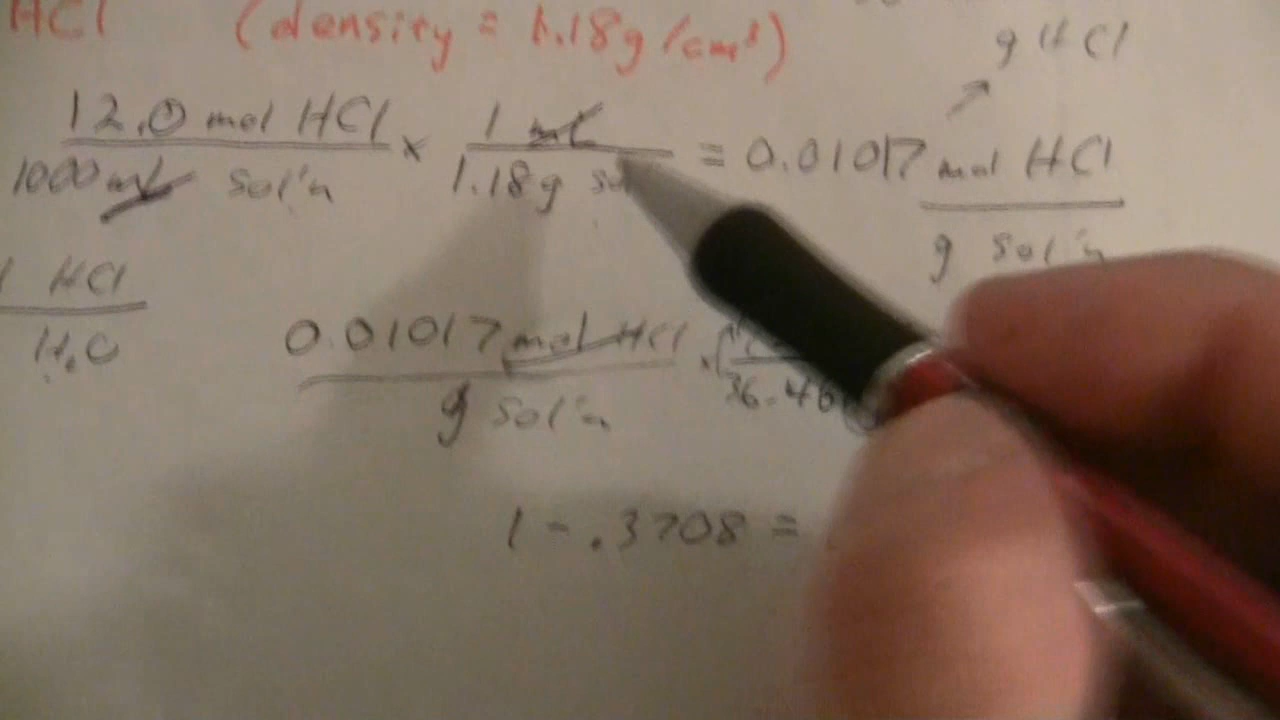 HCl (density = 1.18g/cm³)
g HCl
12.0 mol HCl × 1 mL = 0.01017 mol HCl
1000 mL sol'n 1.18g g sol'n
HCl
H₂O
0.01017 mol HCl ×
g sol'n 36.46
1 - .3708 =